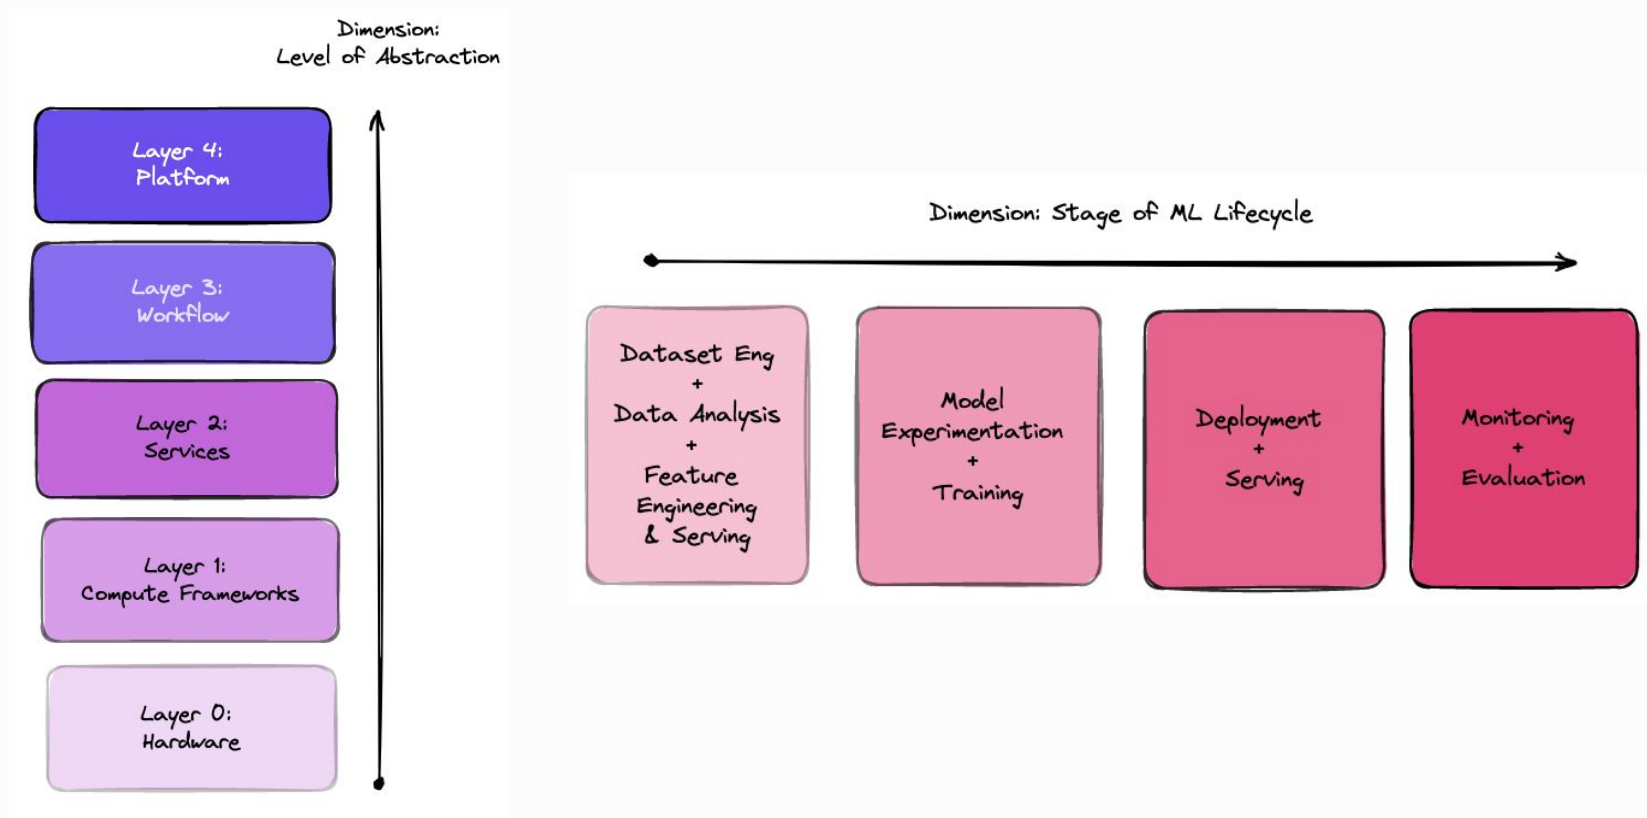 Dimension:
Level of Abstraction
Layer 4:
Platform
Layer 3:
Workflow
Layer 2:
Services
Layer 1:
Compute Frameworks
Layer 0:
Hardware
Dimension: Stage of ML Lifecycle
Dataset Eng
+
Data Analysis
+
Feature
Engineering
& Serving
Model
Experimentation
+
Training
Deployment
+
Serving
Monitoring
+
Evaluation